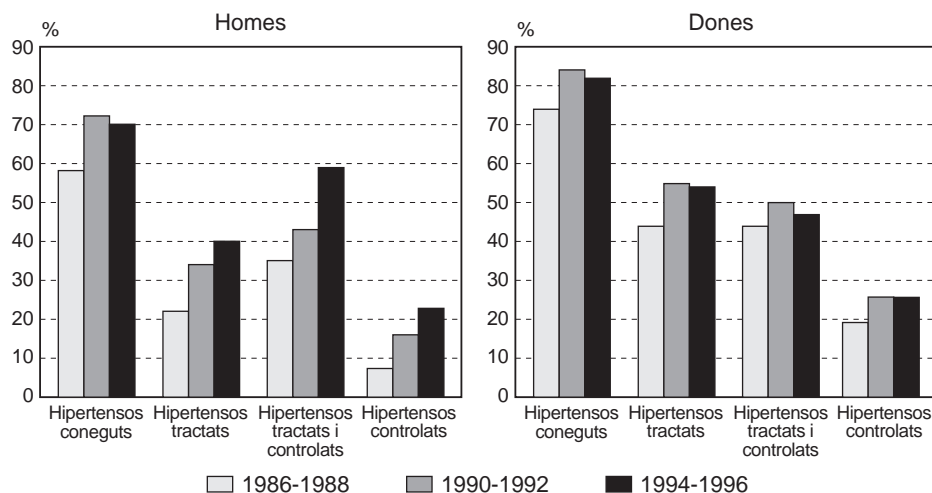 Homes
%
90
80
70
60
50
40
30
20
10
0
Hipertensos coneguts
Hipertensos tractats
Hipertensos tractats i controlats
Hipertensos controlats
Dones
%
90
80
70
60
50
40
30
20
10
0
Hipertensos coneguts
Hipertensos tractats
Hipertensos tractats i controlats
Hipertensos controlats
1986-1988 1990-1992 1994-1996